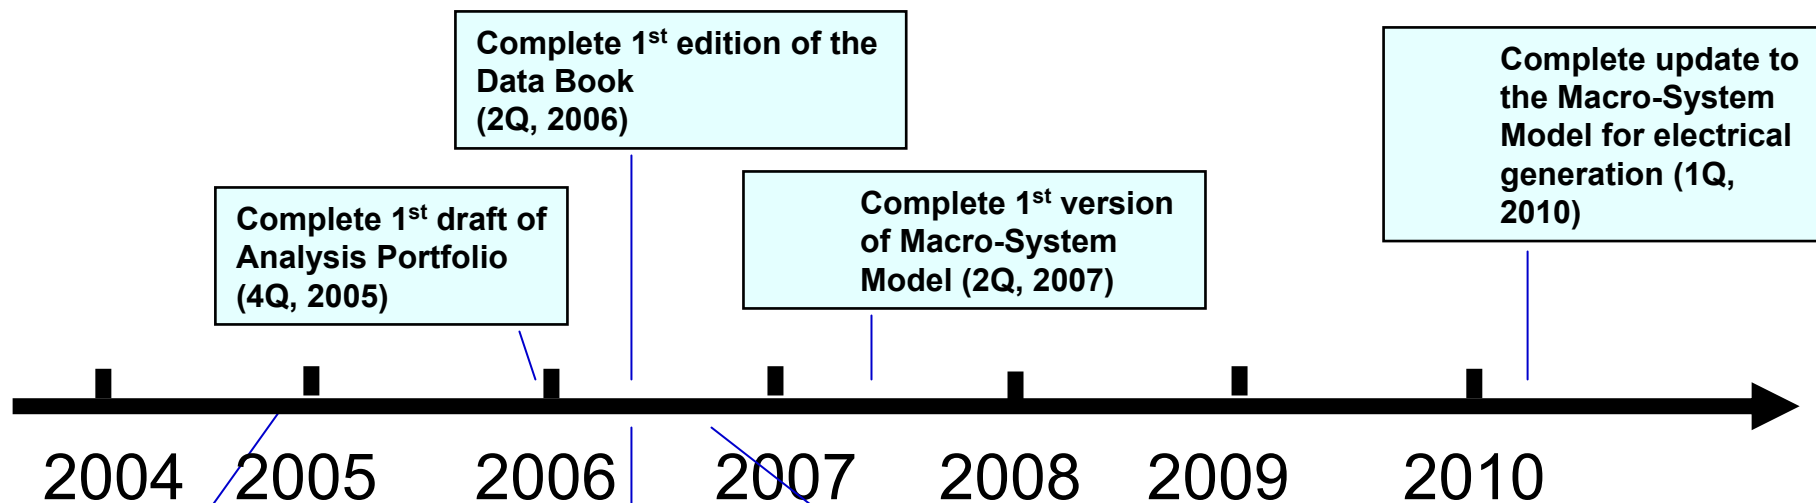 Complete 1st edition of the
Data Book
(2Q, 2006)
Complete update to
the Macro-System
Model for electrical
generation (1Q,
2010)
Complete 1st draft of
Analysis Portfolio
(4Q, 2005)
Complete 1st version
of Macro-System
Model (2Q, 2007)
2004 2005 2006 2007 2008 2009 2010